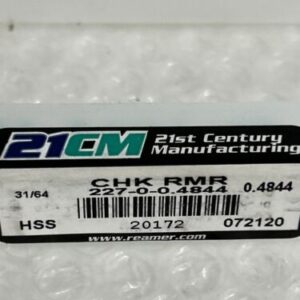 21CM 21st Century
Manufacturing
CHK RMR
31/64 227-0-0.4844 0.4844
HSS 20172 072120
www.reamer.com